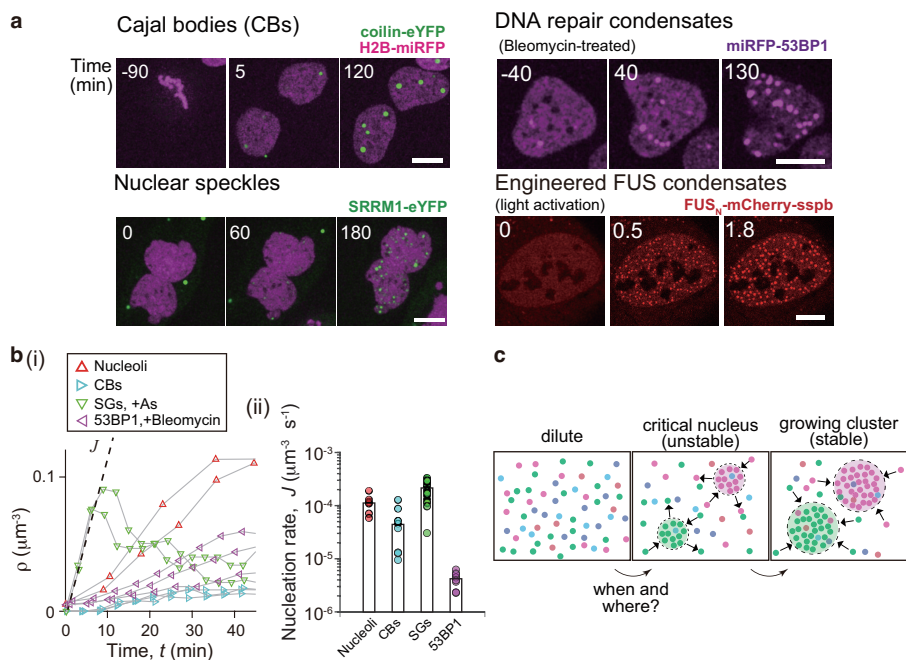 a
Cajal bodies (CBs)
coilin-eYFP
H2B-miRFP
Time
(min)
-90
5
120
DNA repair condensates
(Bleomycin-treated)
miRFP-53BP1
-40
40
130
Nuclear speckles
SRRM1-eYFP
0
60
180
Engineered FUS condensates
(light activation)
FUSN-mCherry-sspb
0
0.5
1.8
b (i)
Nucleoli
CBs
SGs, +As
53BP1,+Bleomycin
J
0.1
0
ρ (μm-3)
0
10
20
30
40
Time, t (min)
(ii)
Nucleation rate, J (μm-3 s-1)
10-3
10-4
10-5
10-6
Nucleoli
CBs
SGs
53BP1
c
dilute
critical nucleus
(unstable)
growing cluster
(stable)
when and
where?